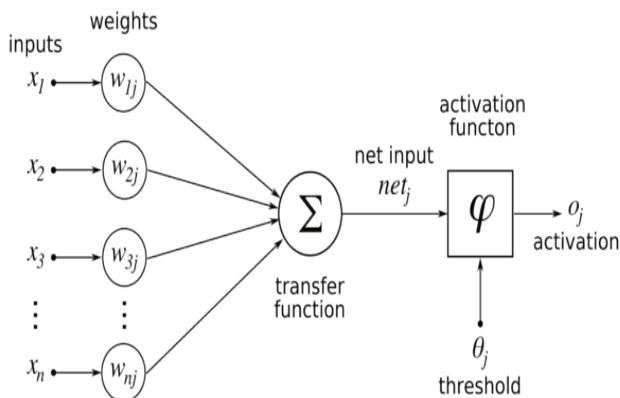 weights
inputs
x1 w1j
activation
functon
net input
x2 w2j
netj
Σ
φ
oj
activation
x3 w3j
transfer
function
⋮ ⋮
θj
xn wnj
threshold